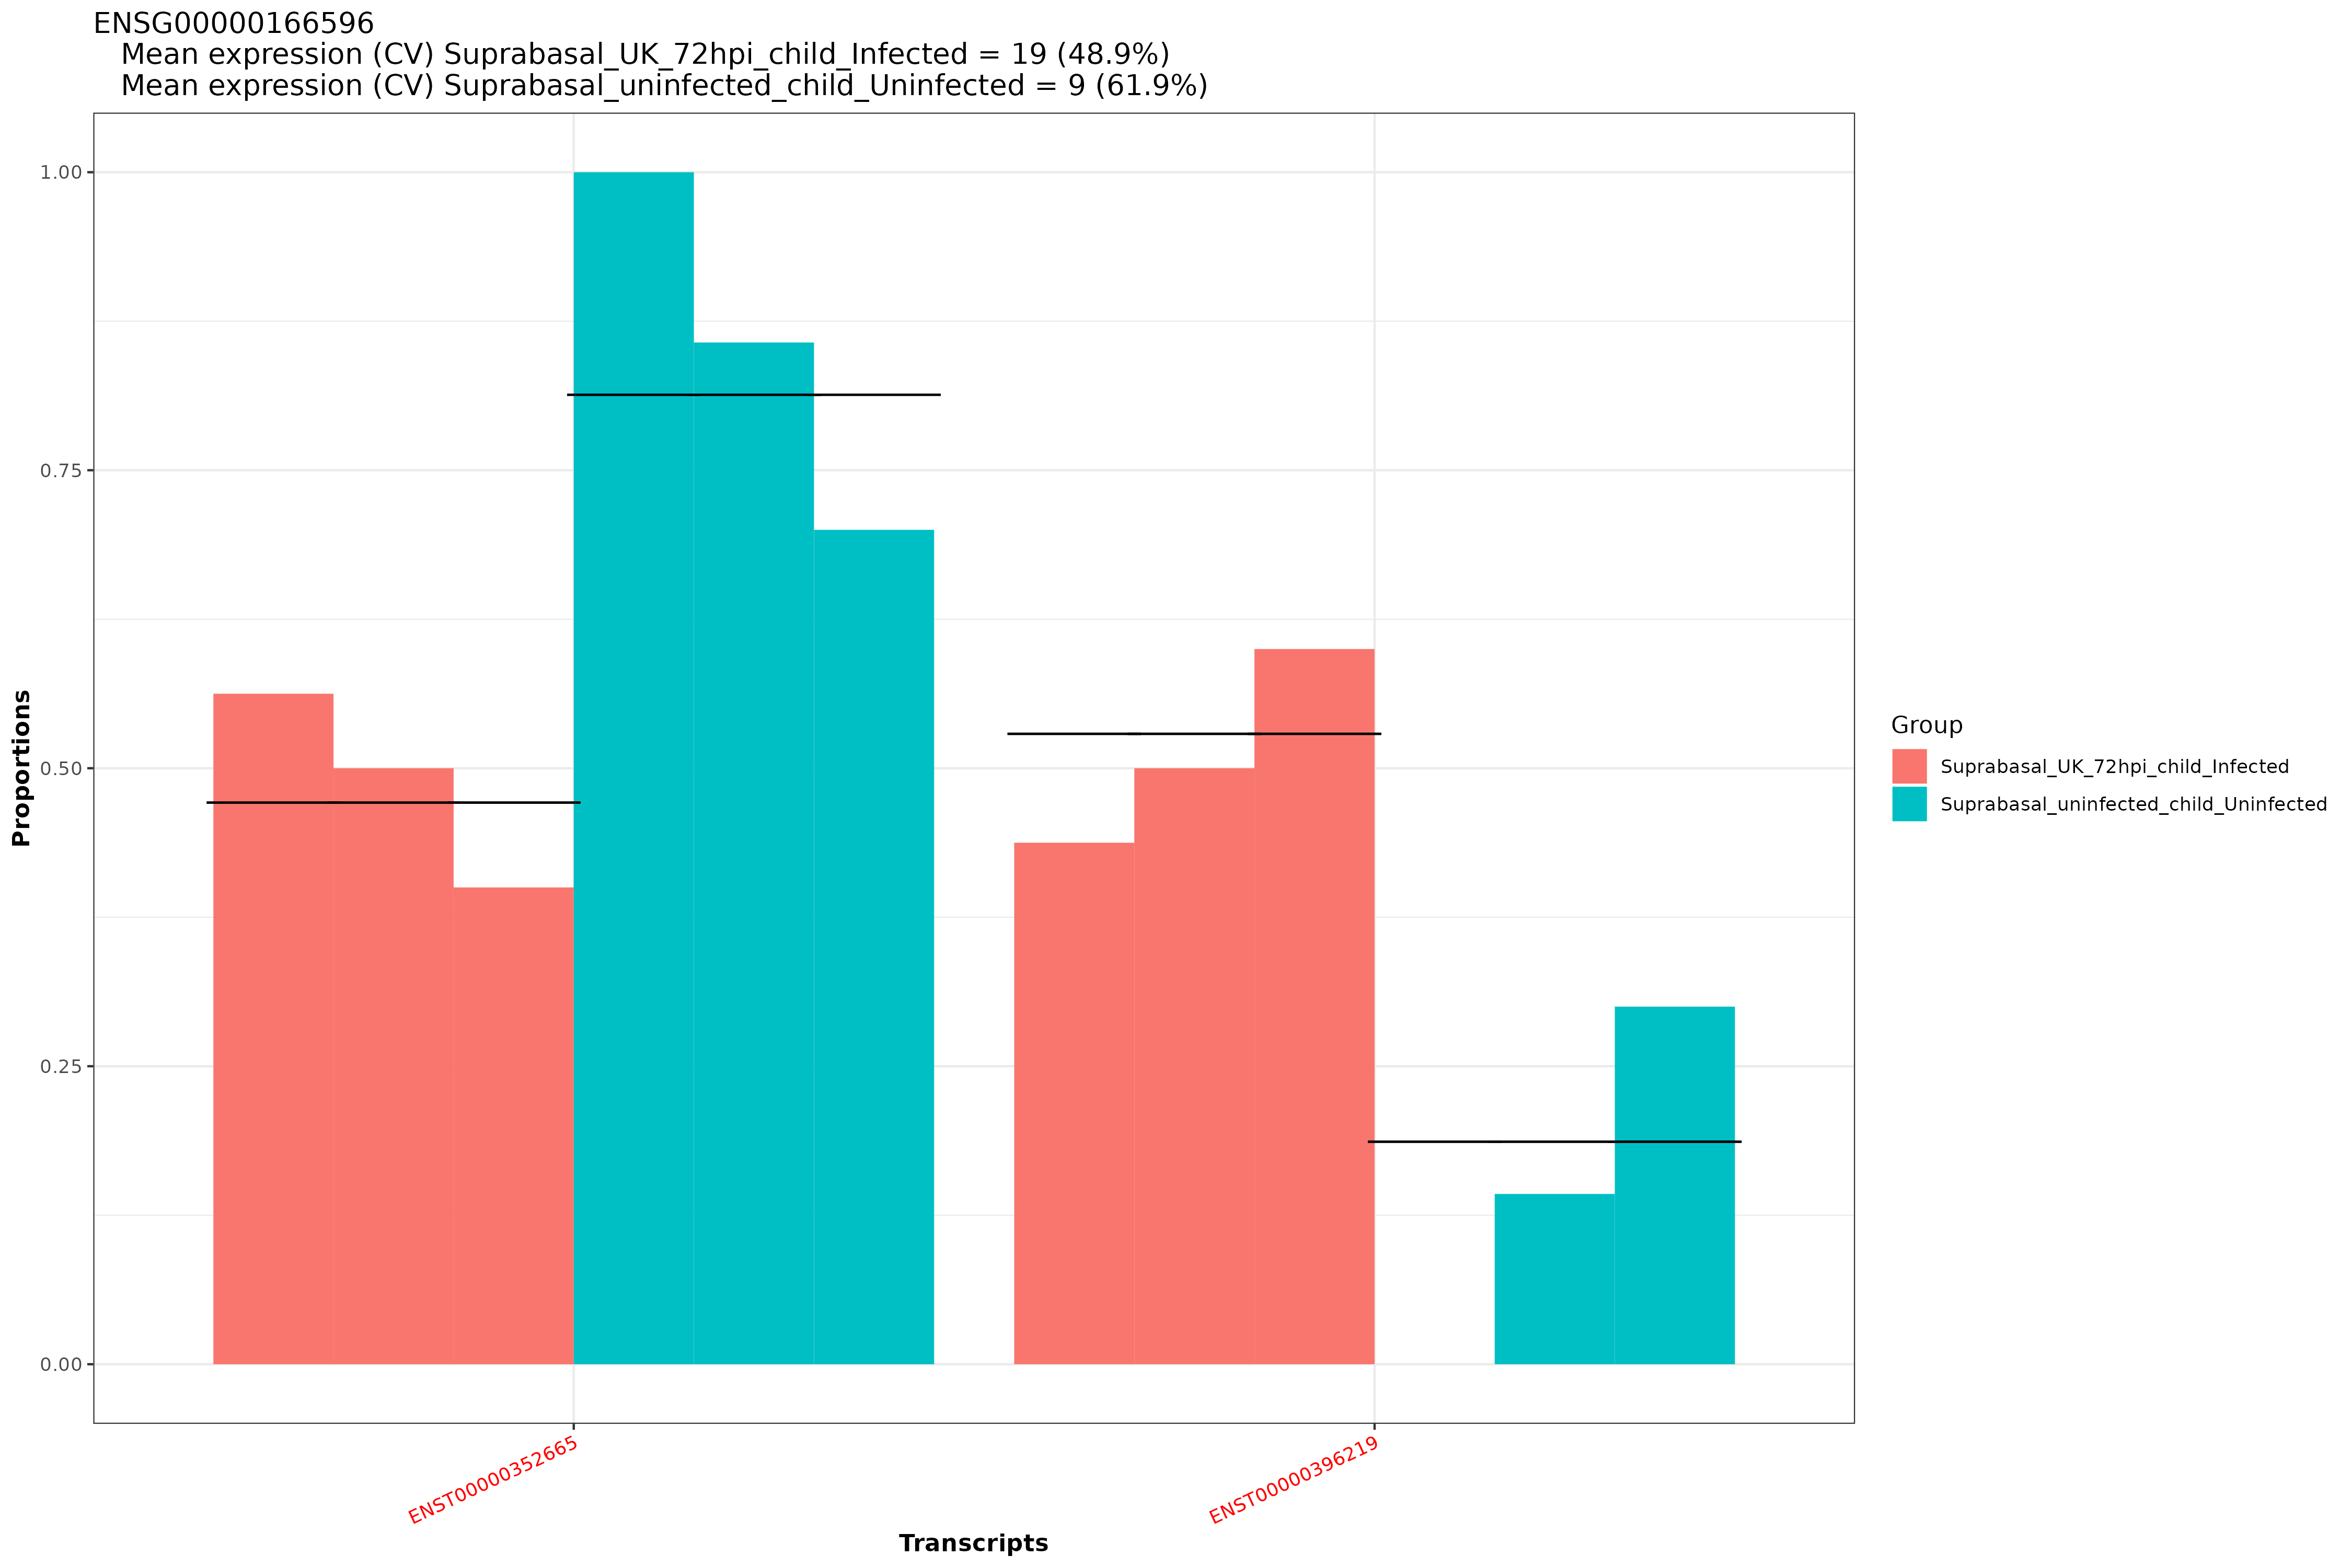 ENSG00000166596
Mean expression (CV) Suprabasal_UK_72hpi_child_Infected = 19 (48.9%)
Mean expression (CV) Suprabasal_uninfected_child_Uninfected = 9 (61.9%)
1.00
0.75
0.50
0.25
0.00
Proportions
ENST00000352665
ENST00000396219
Transcripts
Group
Suprabasal_UK_72hpi_child_Infected
Suprabasal_uninfected_child_Uninfected